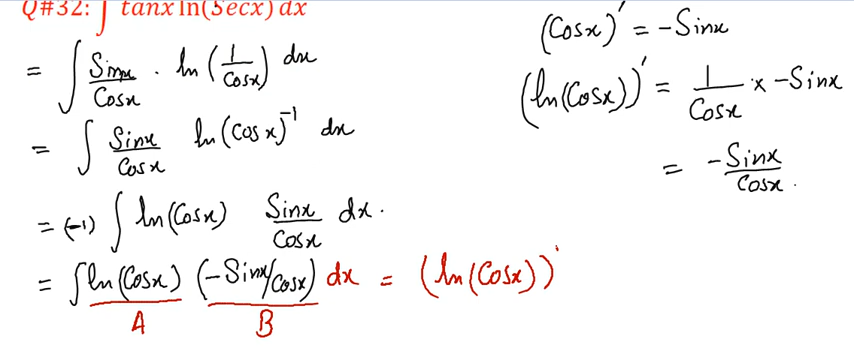 Q#32: ∫ tanx ln(Secx) dx
= ∫ Sinx/Cosx · ln(1/Cosx) dx
= ∫ Sinx/Cosx ln(Cosx)⁻¹ dx
= (-1) ∫ ln(Cosx) Sinx/Cosx dx.
= ∫ ln(Cosx) (-Sinx/Cosx) dx = (ln(Cosx))'
A B
(Cosx)' = -Sinx
(ln(Cosx))' = 1/Cosx × -Sinx
= -Sinx/Cosx.